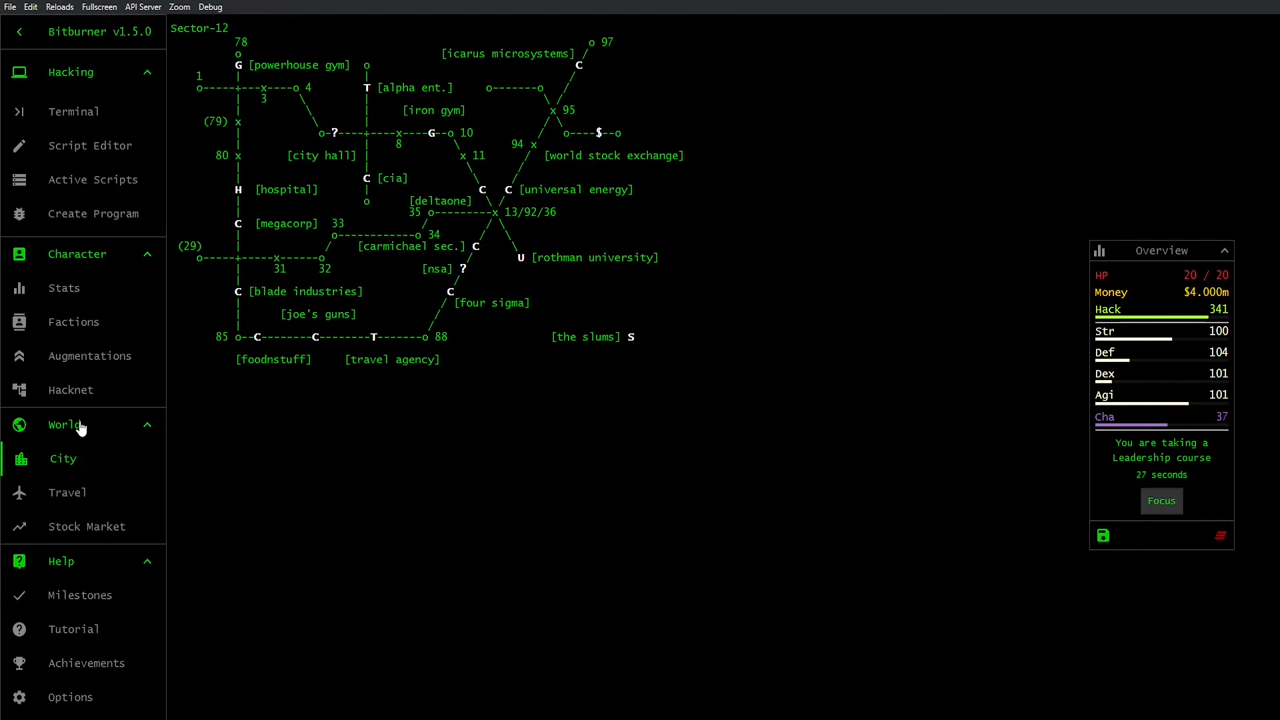 File Edit Reloads Fullscreen API Server Zoom Debug
Bitburner v1.5.0
Hacking
Terminal
Script Editor
Active Scripts
Create Program
Character
Stats
Factions
Augmentations
Hacknet
World
City
Travel
Stock Market
Help
Milestones
Tutorial
Achievements
Options
Sector-12
78
o
G [powerhouse gym] o
1
3
4
T [alpha ent.]
[iron gym]
(79) x
?
8
G
10
[city hall]
80 x
x 11
H [hospital]
C [cia]
C
C [universal energy]
[deltaone]
C [megacorp]
33
35
34
x 13/92/36
(29)
[carmichael sec.] C
31
32
[nsa] ?
U [rothman university]
C [blade industries]
C
[four sigma]
[joe's guns]
85 o--C--------C--------T------o 88
[the slums] S
[foodnstuff] [travel agency]
[icarus microsystems]
o 97
C
x 95
94 x
$
[world stock exchange]
Overview
HP 20 / 20
Money $4.000m
Hack 341
Str 100
Def 104
Dex 101
Agi 101
Cha 37
You are taking a
Leadership course
27 seconds
Focus